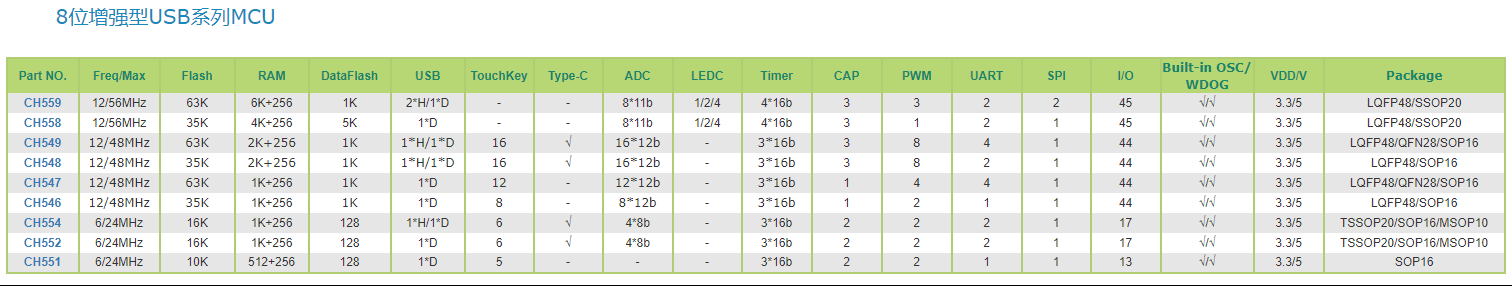 8位增强型USB系列MCU
Part NO. Freq/Max Flash RAM DataFlash USB TouchKey Type-C ADC LEDC Timer CAP PWM UART SPI I/O Built-in OSC/ WDOG VDD/V Package
CH559 12/56MHz 63K 6K+256 1K 2*H/1*D - - 8*11b 1/2/4 4*16b 3 3 2 2 45 √/√ 3.3/5 LQFP48/SSOP20
CH558 12/56MHz 35K 4K+256 5K 1*D - - 8*11b 1/2/4 4*16b 3 1 2 1 45 √/√ 3.3/5 LQFP48/SSOP20
CH549 12/48MHz 63K 2K+256 1K 1*H/1*D 16 √ 16*12b - 3*16b 3 8 4 1 44 √/√ 3.3/5 LQFP48/QFN28/SOP16
CH548 12/48MHz 35K 2K+256 1K 1*H/1*D 16 √ 16*12b - 3*16b 3 8 2 1 44 √/√ 3.3/5 LQFP48/SOP16
CH547 12/48MHz 63K 1K+256 1K 1*D 12 - 12*12b - 3*16b 1 4 4 1 44 √/√ 3.3/5 LQFP48/QFN28/SOP16
CH546 12/48MHz 35K 1K+256 1K 1*D 8 - 8*12b - 3*16b 1 2 1 1 44 √/√ 3.3/5 LQFP48/SOP16
CH554 6/24MHz 16K 1K+256 128 1*H/1*D 6 √ 4*8b - 3*16b 2 2 2 1 17 √/√ 3.3/5 TSSOP20/SOP16/MSOP10
CH552 6/24MHz 16K 1K+256 128 1*D 6 √ 4*8b - 3*16b 2 2 2 1 17 √/√ 3.3/5 TSSOP20/SOP16/MSOP10
CH551 6/24MHz 10K 512+256 128 1*D 5 - - - 3*16b 2 2 1 1 13 √/√ 3.3/5 SOP16